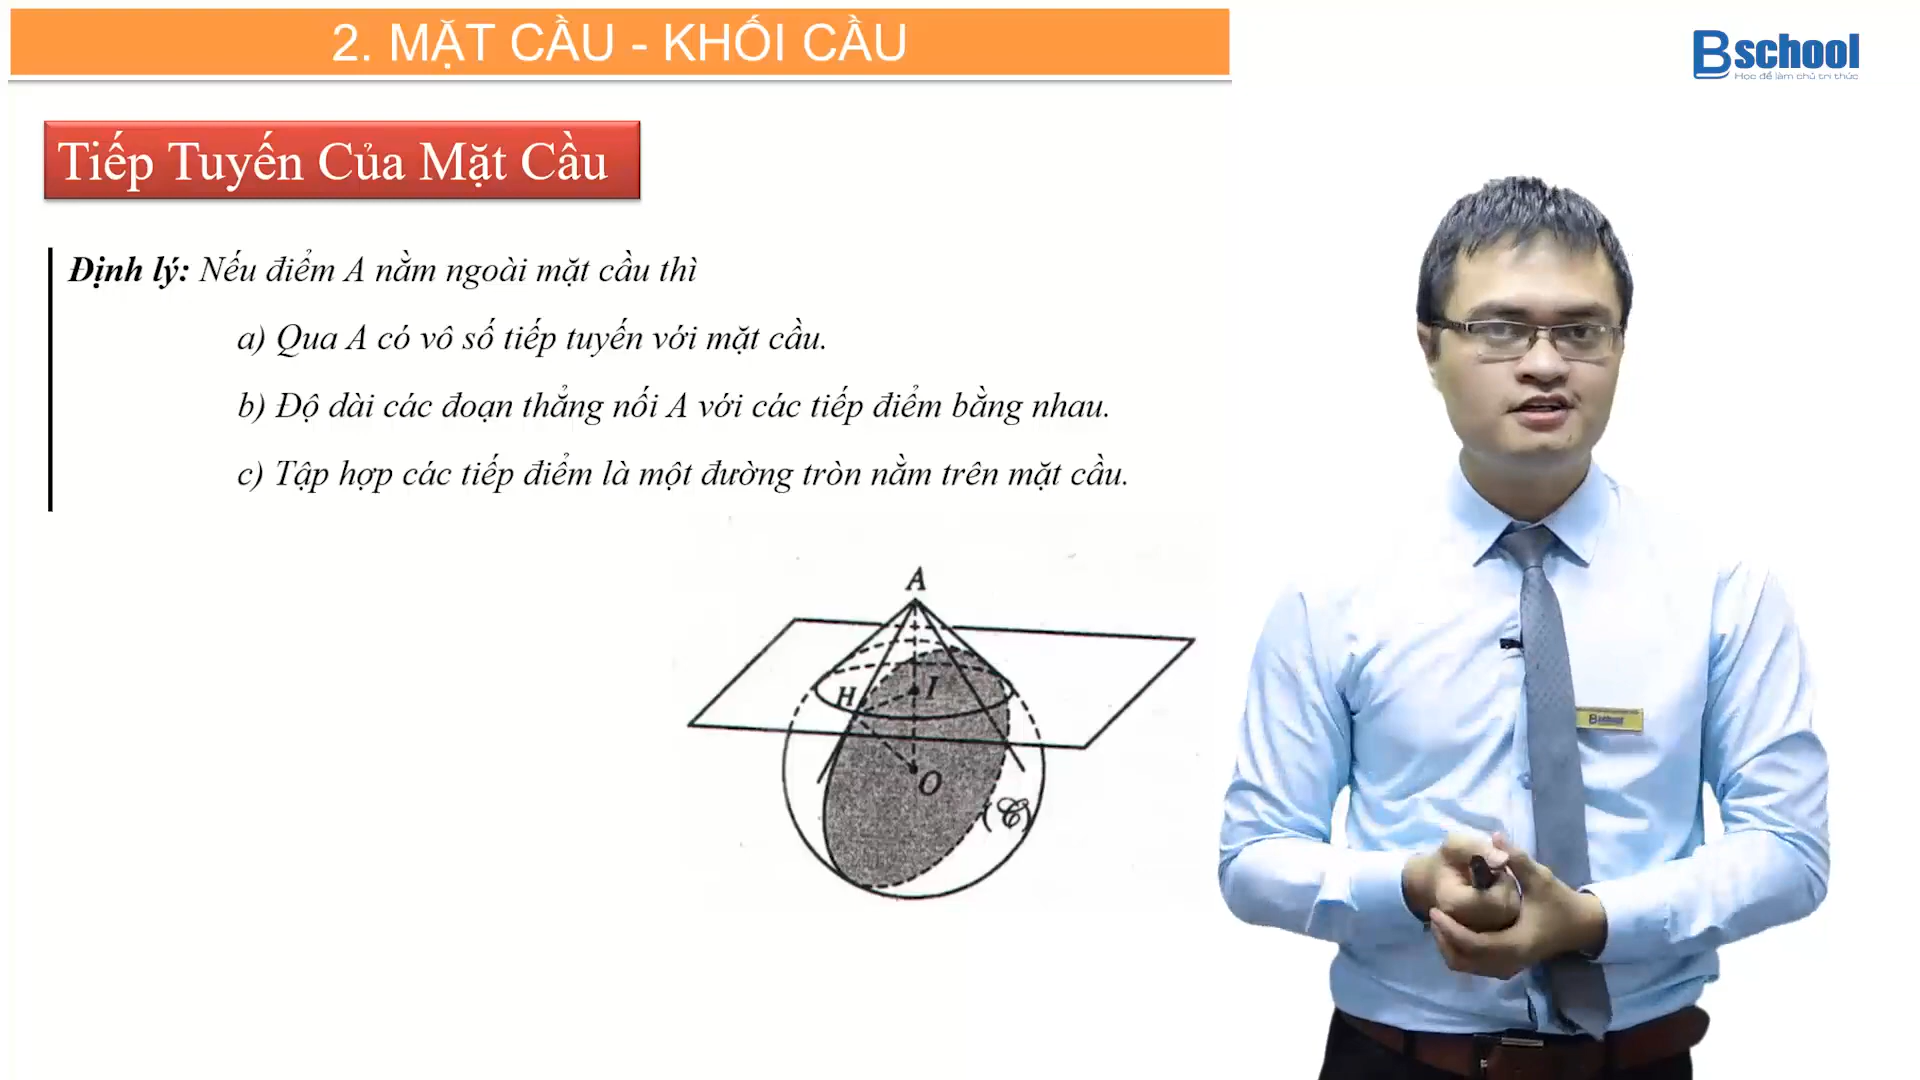 2. MẶT CẦU - KHỐI CẦU
Bschool
Học để làm chủ tri thức
Tiếp Tuyến Của Mặt Cầu
Định lý: Nếu điểm A nằm ngoài mặt cầu thì
a) Qua A có vô số tiếp tuyến với mặt cầu.
b) Độ dài các đoạn thẳng nối A với các tiếp điểm bằng nhau.
c) Tập hợp các tiếp điểm là một đường tròn nằm trên mặt cầu.
A
H
I
O
(C)
Bschool